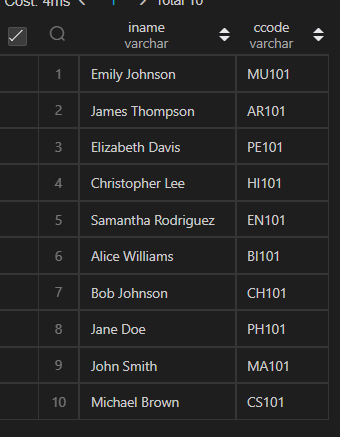 Cost: 4ms < 1 > Total 10
iname ccode
varchar varchar
1 Emily Johnson MU101
2 James Thompson AR101
3 Elizabeth Davis PE101
4 Christopher Lee HI101
5 Samantha Rodriguez EN101
6 Alice Williams BI101
7 Bob Johnson CH101
8 Jane Doe PH101
9 John Smith MA101
10 Michael Brown CS101